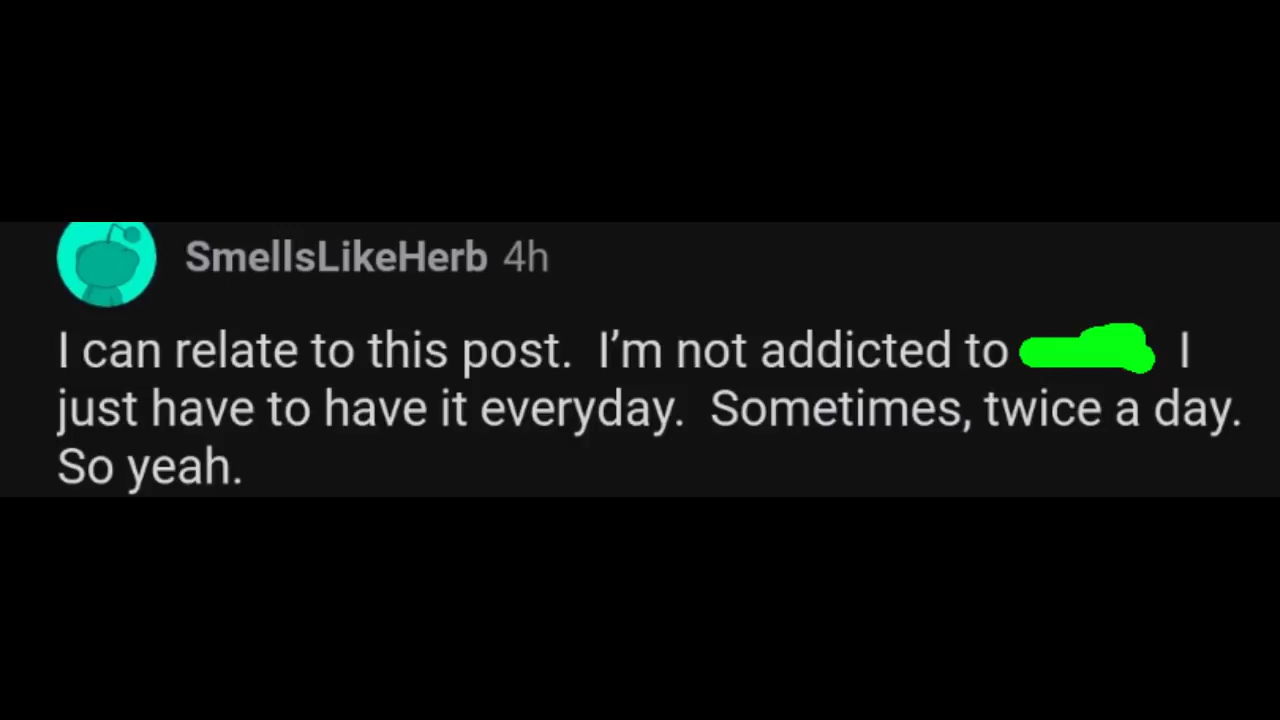 SmellsLikeHerb 4h
I can relate to this post. I'm not addicted to I
just have to have it everyday. Sometimes, twice a day.
So yeah.